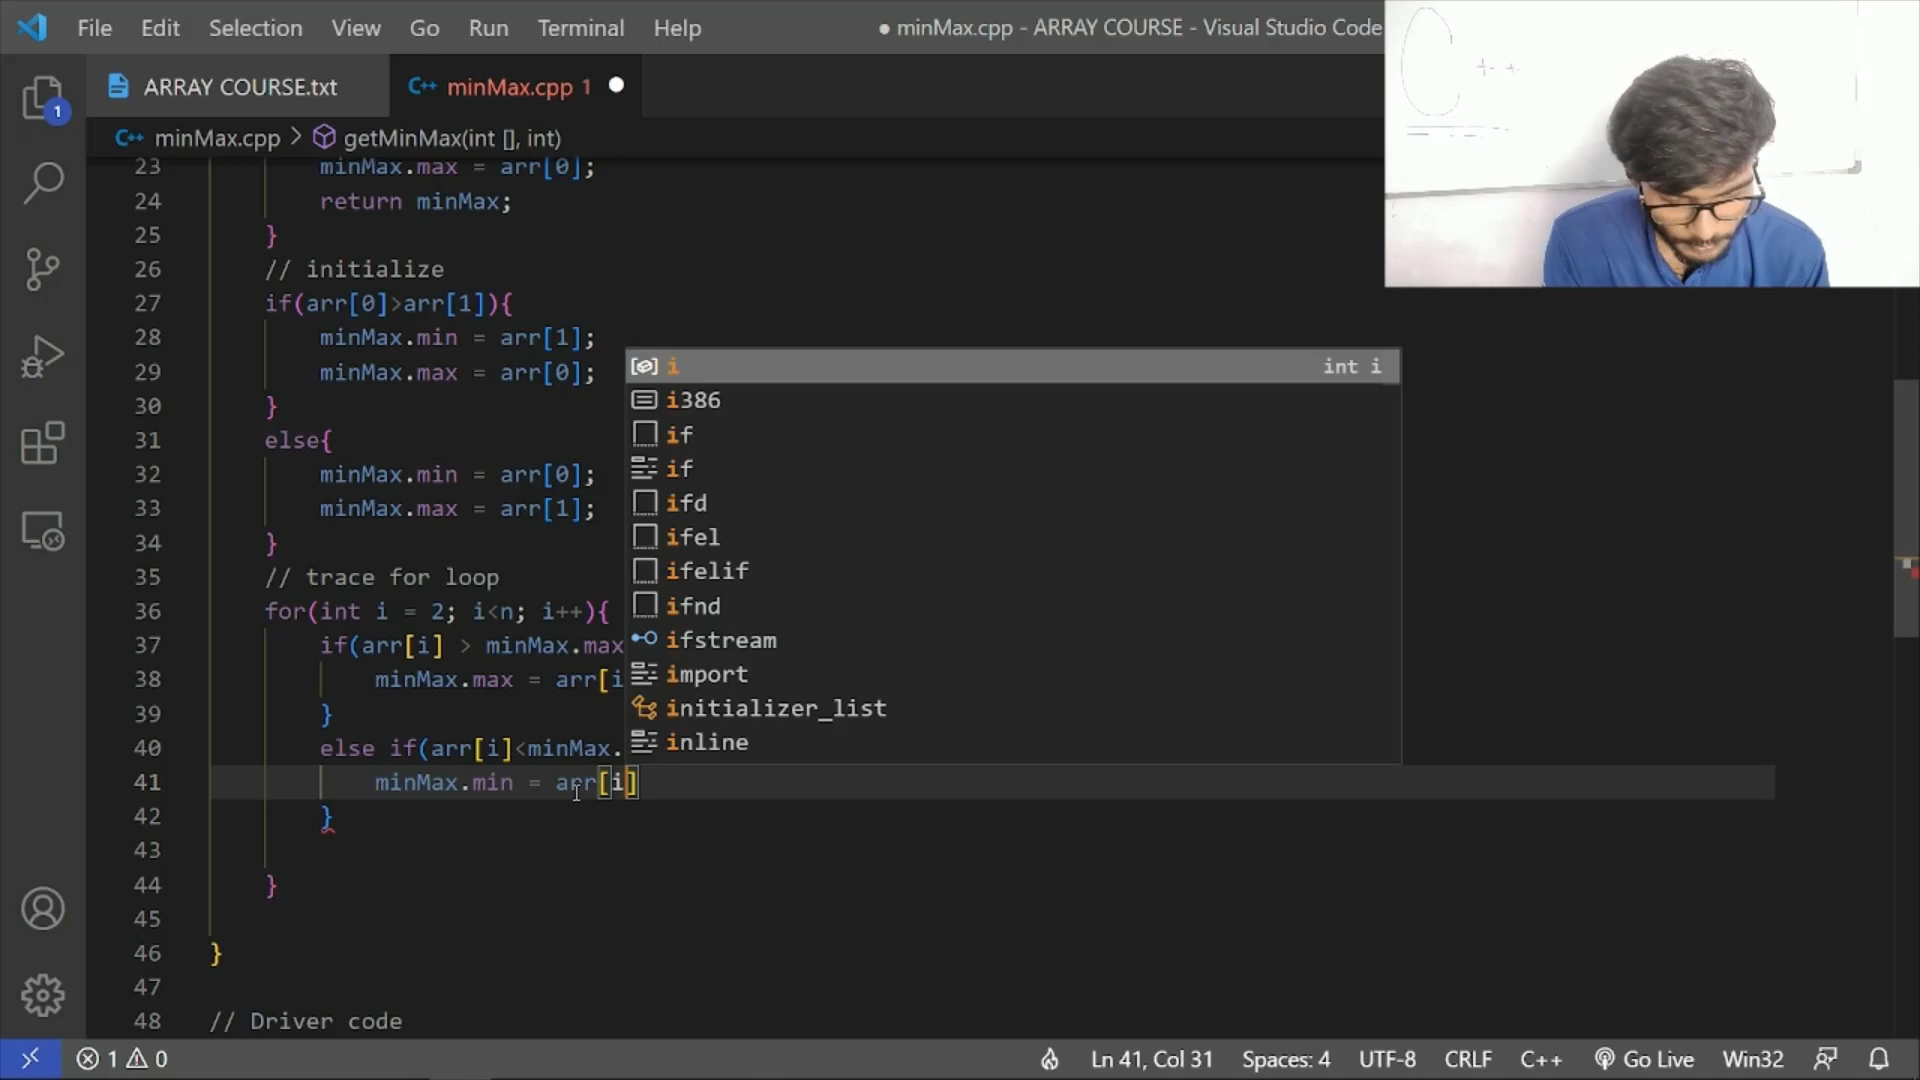 File Edit Selection View Go Run Terminal Help
● minMax.cpp - ARRAY COURSE - Visual Studio Code
C++
ARRAY COURSE.txt
C++ minMax.cpp 1 ●
1
C++ minMax.cpp > getMinMax(int [], int)
23 minMax.max = arr[0];
24 return minMax;
25 }
26 // initialize
27 if(arr[0]>arr[1]){
28 minMax.min = arr[1];
29 minMax.max = arr[0];
30 }
31 else{
32 minMax.min = arr[0];
33 minMax.max = arr[1];
34 }
35 // trace for loop
36 for(int i = 2; i<n; i++){
37 if(arr[i] > minMax.max
38 minMax.max = arr[i
39 }
40 else if(arr[i]<minMax.
41 minMax.min = arr[i]
42 }
43
44 }
45
46 }
47
48 // Driver code
i int i
i386
if
if
ifd
ifel
ifelif
ifnd
ifstream
import
initializer_list
inline
1 0 Ln 41, Col 31 Spaces: 4 UTF-8 CRLF C++ Go Live Win32